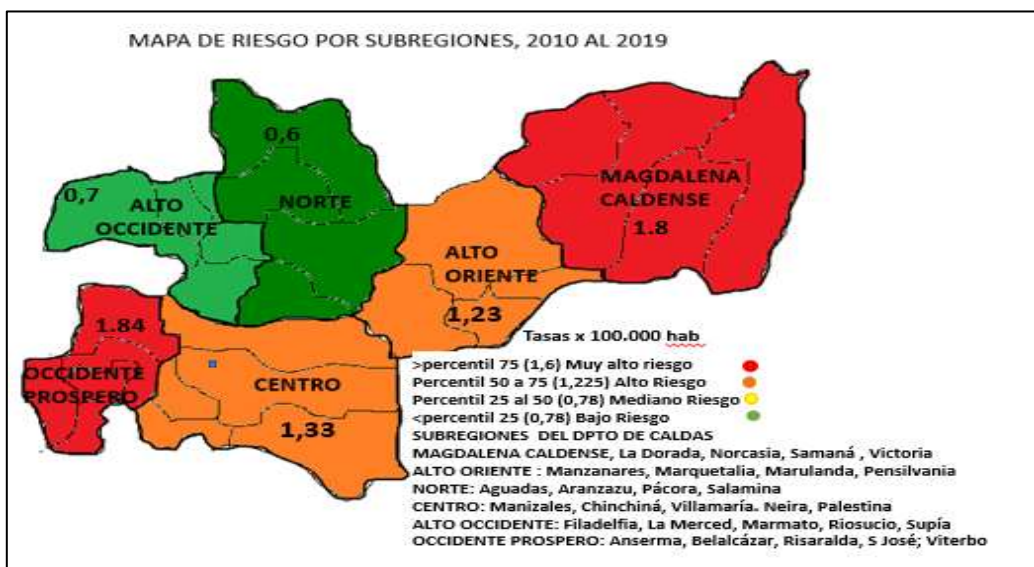 MAPA DE RIESGO POR SUBREGIONES, 2010 AL 2019
0,6
0,7
ALTO
OCCIDENTE
NORTE
MAGDALENA
CALDENSE
1.8
ALTO
ORIENTE
1,23
1.84
OCCIDENTE
PROSPERO
CENTRO
1,33
Tasas x 100.000 hab
>percentil 75 (1,6) Muy alto riesgo
Percentil 50 a 75 (1,225) Alto Riesgo
Percentil 25 al 50 (0,78) Mediano Riesgo
<percentil 25 (0,78) Bajo Riesgo
SUBREGIONES DEL DPTO DE CALDAS
MAGDALENA CALDENSE, La Dorada, Norcasia, Samaná , Victoria
ALTO ORIENTE : Manzanares, Marquetalia, Marulanda, Pensilvania
NORTE: Aguadas, Aranzazu, Pácora, Salamina
CENTRO: Manizales, Chinchiná, Villamaría. Neira, Palestina
ALTO OCCIDENTE: Filadelfia, La Merced, Marmato, Riosucio, Supía
OCCIDENTE PROSPERO: Anserma, Belalcázar, Risaralda, S José; Viterbo